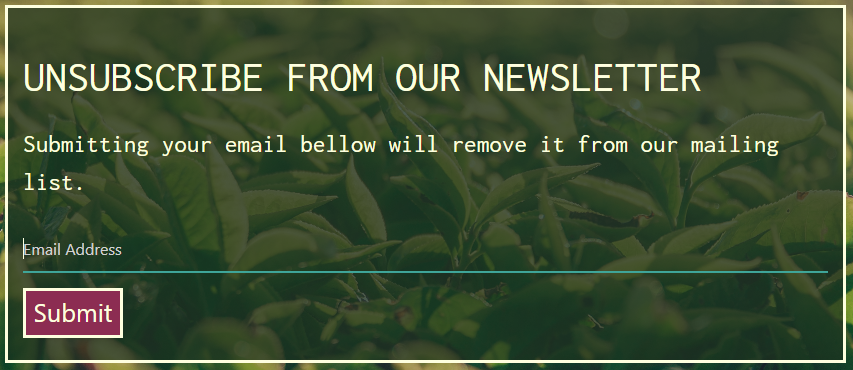 UNSUBSCRIBE FROM OUR NEWSLETTER
Submitting your email bellow will remove it from our mailing
list.
Email Address
Submit